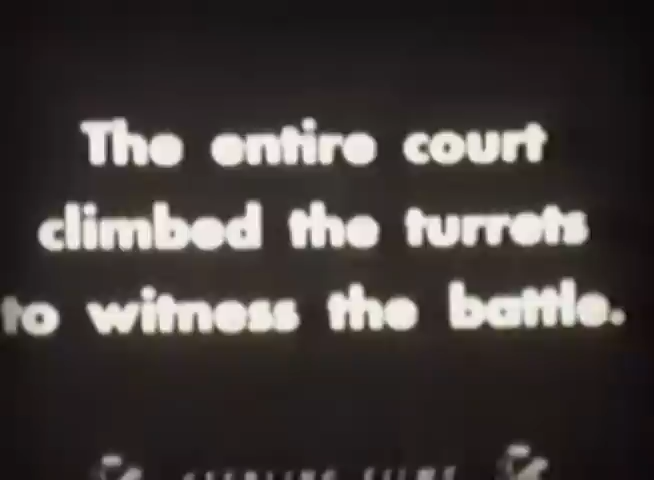 The entire court
climbed the turrets
to witness the battle.